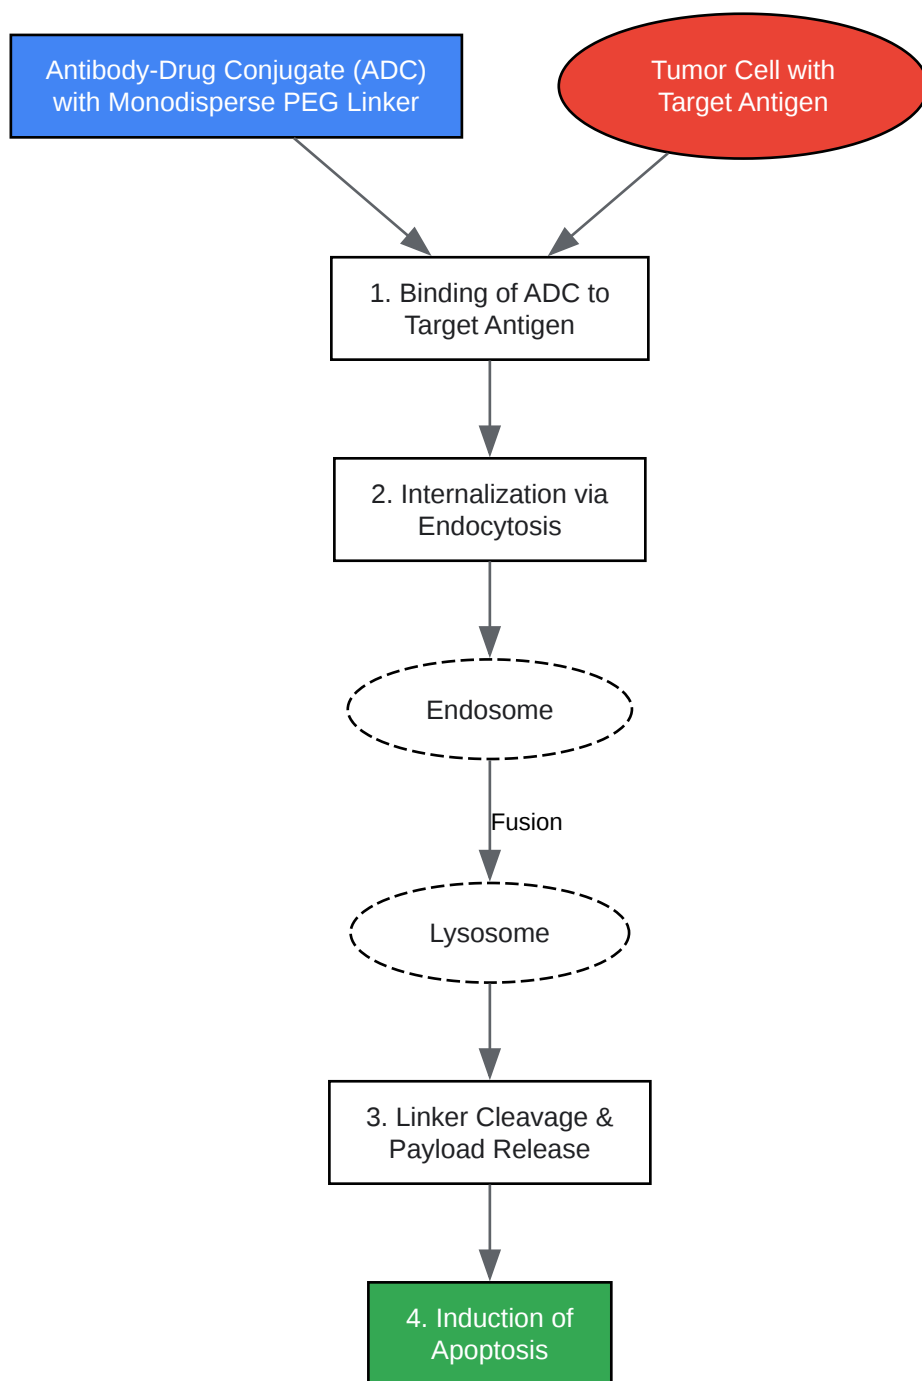 Antibody-Drug Conjugate (ADC)
with Monodisperse PEG Linker
Tumor Cell with
Target Antigen
1. Binding of ADC to
Target Antigen
2. Internalization via
Endocytosis
Endosome
Fusion
Lysosome
3. Linker Cleavage &
Payload Release
4. Induction of
Apoptosis